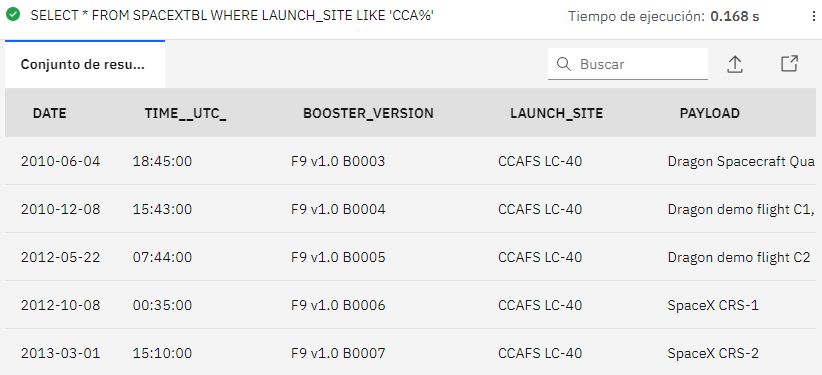 SELECT * FROM SPACEXTBL WHERE LAUNCH_SITE LIKE 'CCA%' Tiempo de ejecución: 0.168 s
Conjunto de resu... Buscar
DATE TIME__UTC_ BOOSTER_VERSION LAUNCH_SITE PAYLOAD
2010-06-04 18:45:00 F9 v1.0 B0003 CCAFS LC-40 Dragon Spacecraft Qua
2010-12-08 15:43:00 F9 v1.0 B0004 CCAFS LC-40 Dragon demo flight C1,
2012-05-22 07:44:00 F9 v1.0 B0005 CCAFS LC-40 Dragon demo flight C2
2012-10-08 00:35:00 F9 v1.0 B0006 CCAFS LC-40 SpaceX CRS-1
2013-03-01 15:10:00 F9 v1.0 B0007 CCAFS LC-40 SpaceX CRS-2